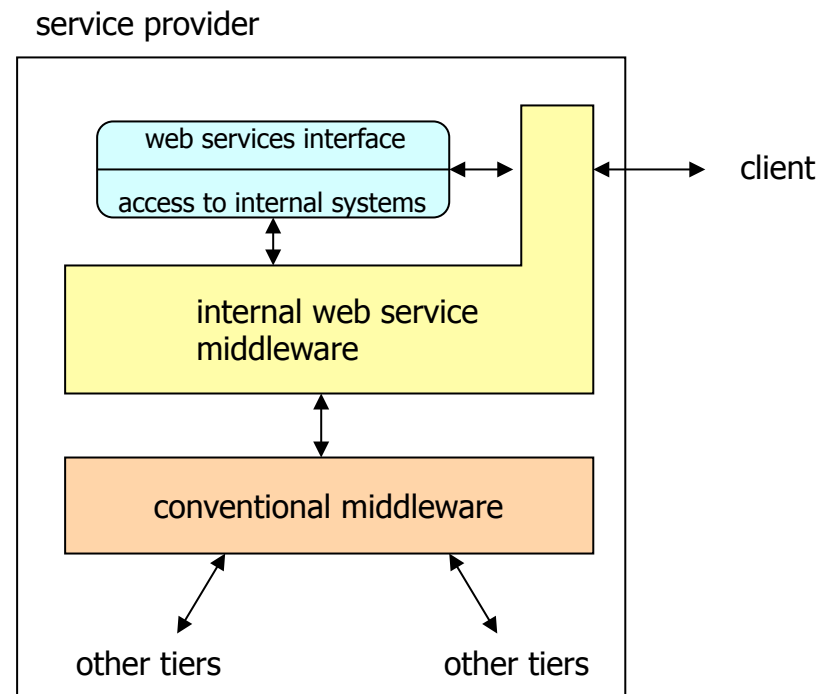 service provider
web services interface
client
access to internal systems
internal web service
middleware
conventional middleware
other tiers
other tiers